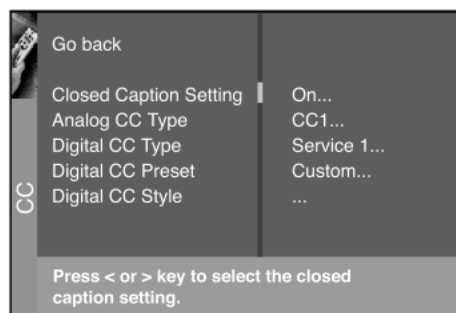 Go back
Closed Caption Setting On...
Analog CC Type CC1...
Digital CC Type Service 1...
Digital CC Preset Custom...
Digital CC Style ...
CC
Press < or > key to select the closed
caption setting.